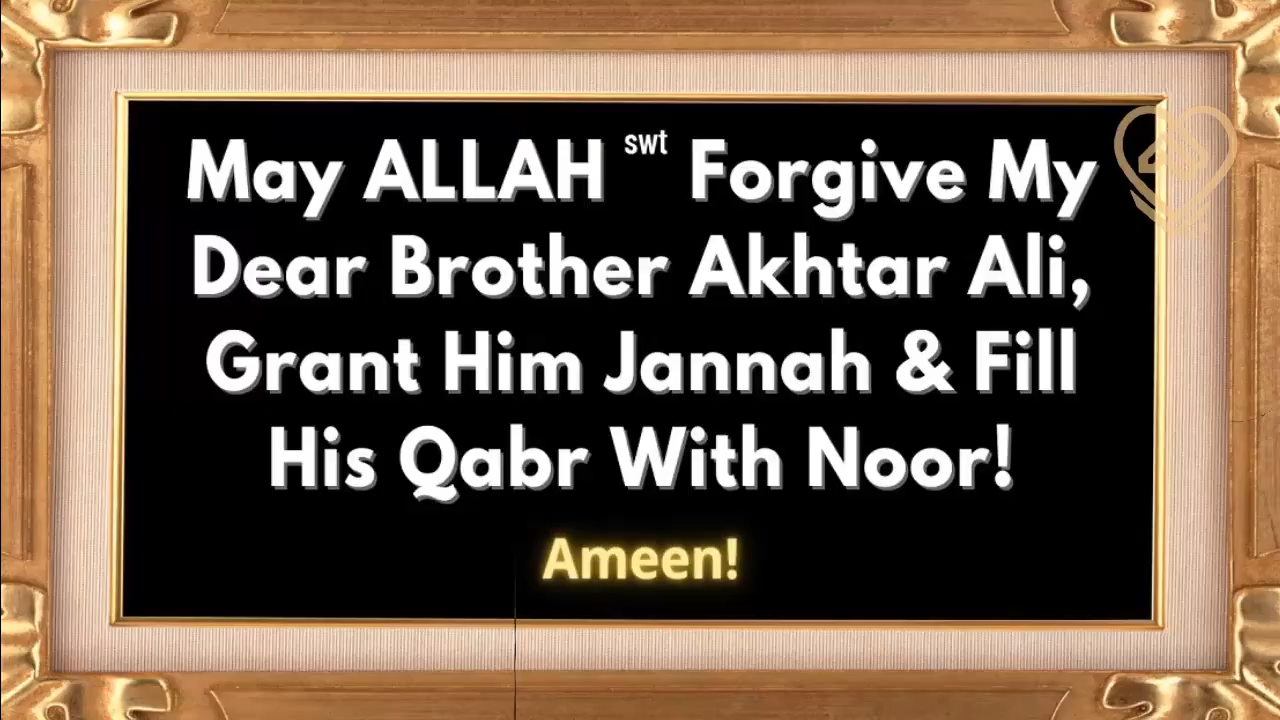 May ALLAH swt Forgive My
Dear Brother Akhtar Ali,
Grant Him Jannah & Fill
His Qabr With Noor!
Ameen!